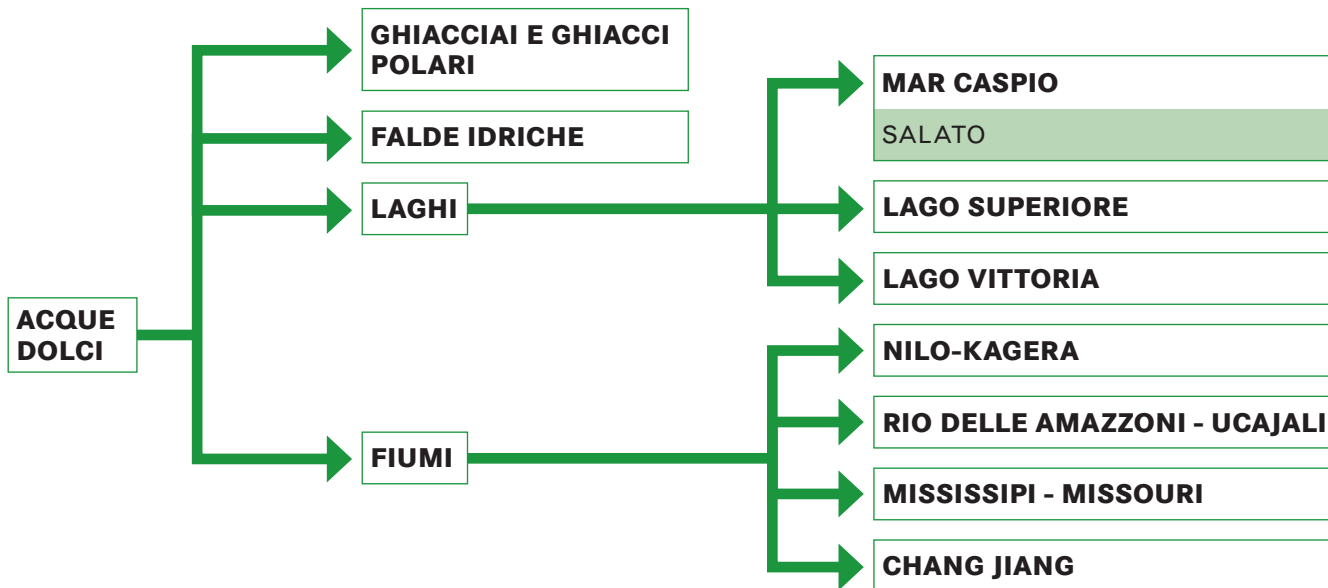 GHIACCIAI E GHIACCI
POLARI
FALDE IDRICHE
LAGHI
MAR CASPIO
SALATO
LAGO SUPERIORE
LAGO VITTORIA
ACQUE
DOLCI
FIUMI
NILO-KAGERA
RIO DELLE AMAZZONI - UCAJALI
MISSISSIPI - MISSOURI
CHANG JIANG